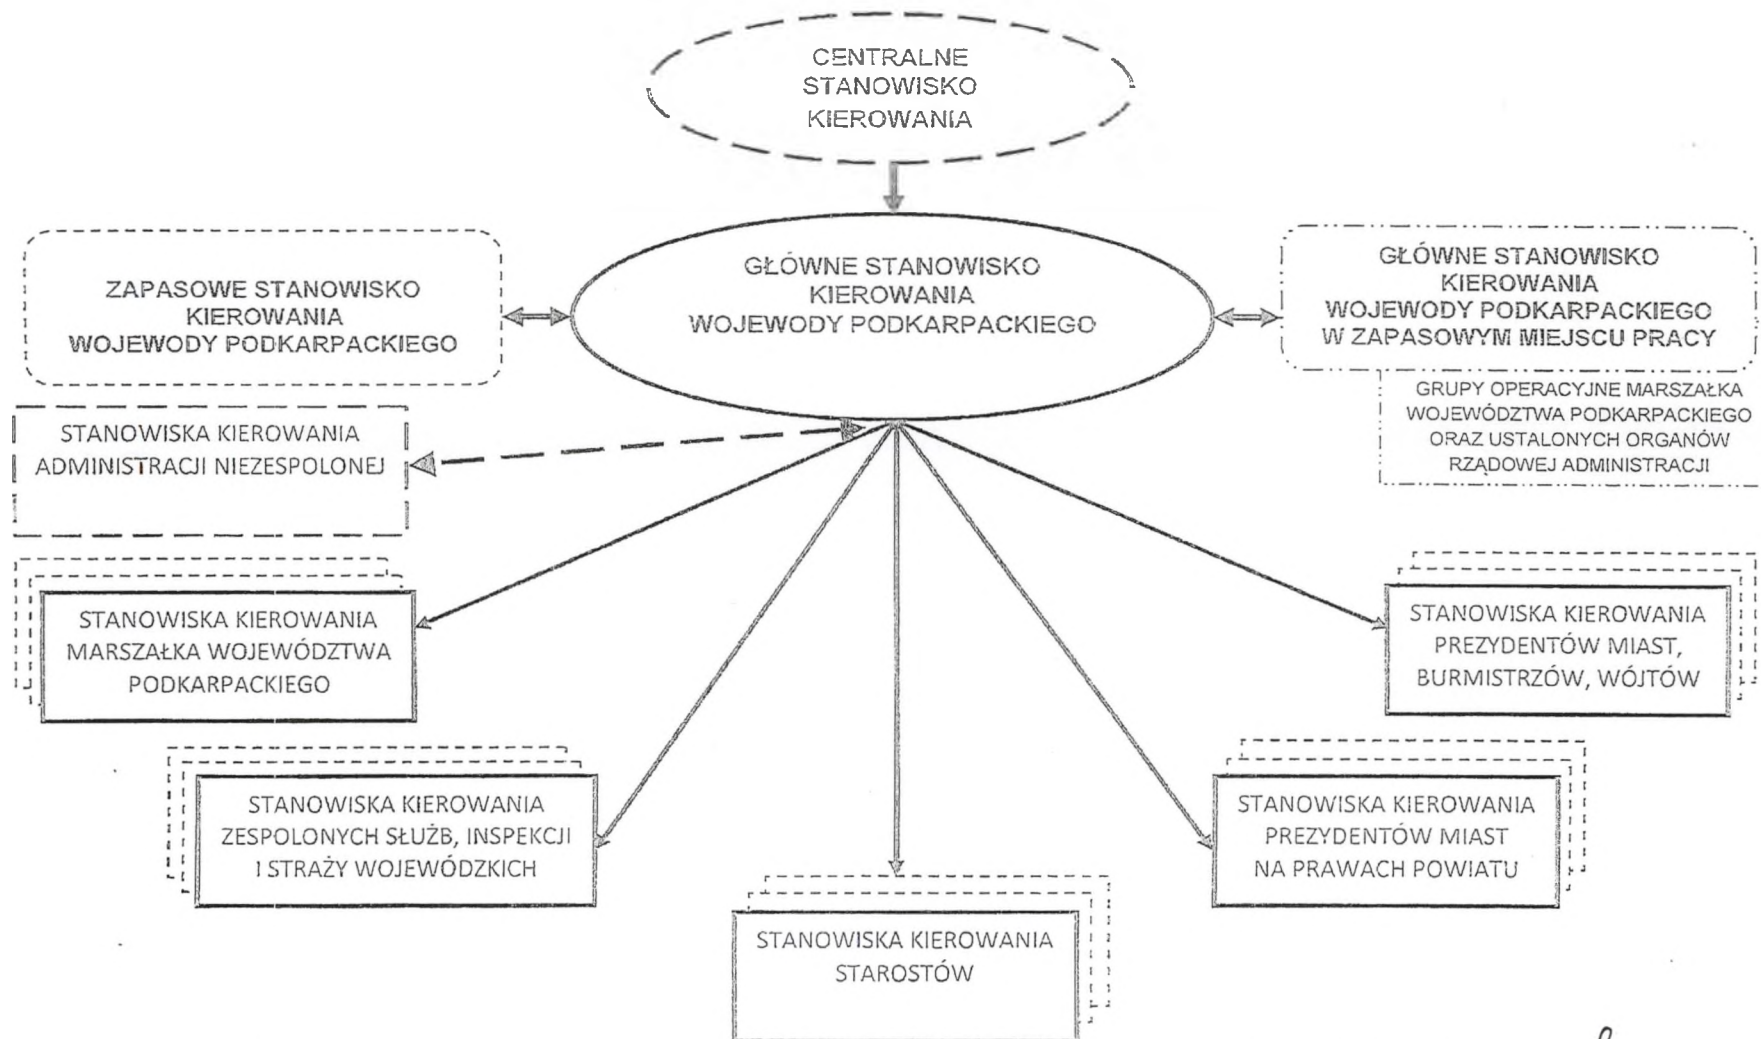 CENTRALNE
STANOWISKO
KIEROWANIA
ZAPASOWE STANOWISKO
KIEROWANIA
WOJEWODY PODKARPACKIEGO
GŁÓWNE STANOWISKO
KIEROWANIA
WOJEWODY PODKARPACKIEGO
GŁÓWNE STANOWISKO
KIEROWANIA
WOJEWODY PODKARPACKIEGO
W ZAPASOWYM MIEJSCU PRACY
GRUPY OPERACYJNE MARSZAŁKA
WOJEWÓDZTWA PODKARPACKIEGO
ORAZ USTALONYCH ORGANÓW
RZĄDOWEJ ADMINISTRACJI
STANOWISKA KIEROWANIA
ADMINISTRACJI NIEZESPOLONEJ
STANOWISKA KIEROWANIA
MARSZAŁKA WOJEWÓDZTWA
PODKARPACKIEGO
STANOWISKA KIEROWANIA
PREZYDENTÓW MIAST,
BURMISTRZÓW, WÓJTÓW
STANOWISKA KIEROWANIA
ZESPOLONYCH SŁUŻB, INSPEKCJI
I STRAŻY WOJEWÓDZKICH
STANOWISKA KIEROWANIA
PREZYDENTÓW MIAST
NA PRAWACH POWIATU
STANOWISKA KIEROWANIA
STAROSTÓW